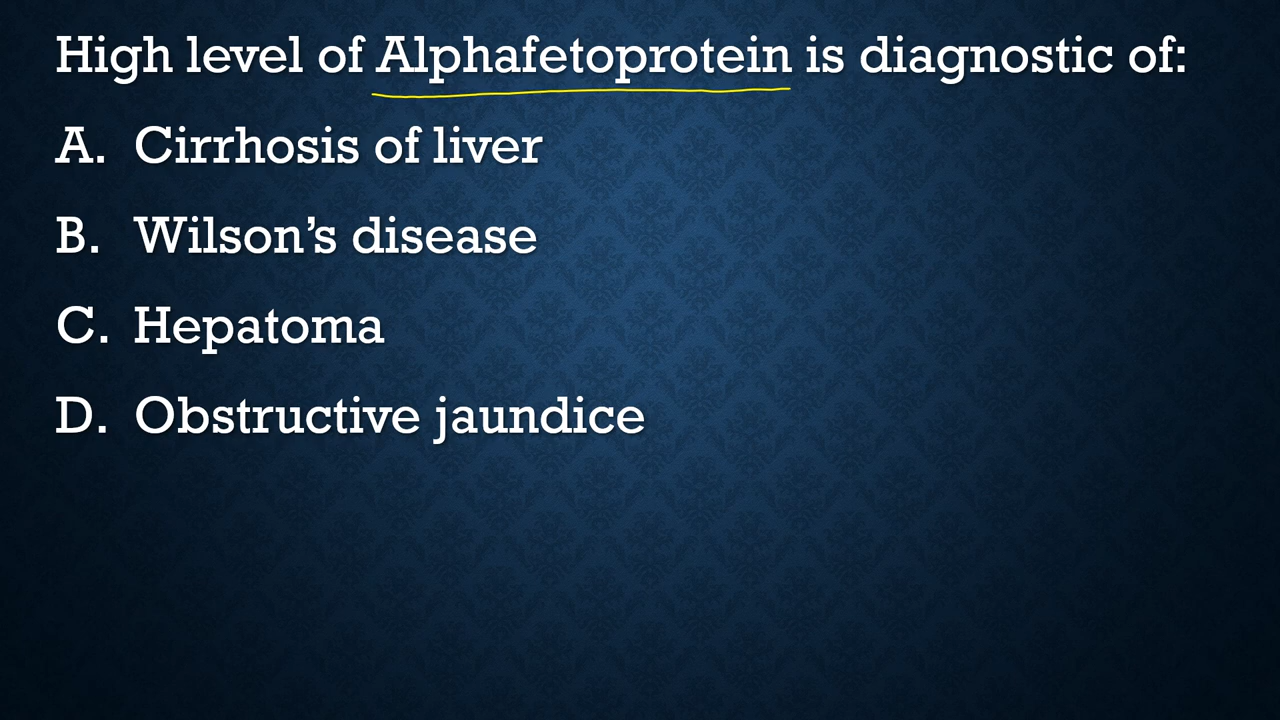 High level of Alphafetoprotein is diagnostic of:
A. Cirrhosis of liver
B. Wilson’s disease
C. Hepatoma
D. Obstructive jaundice